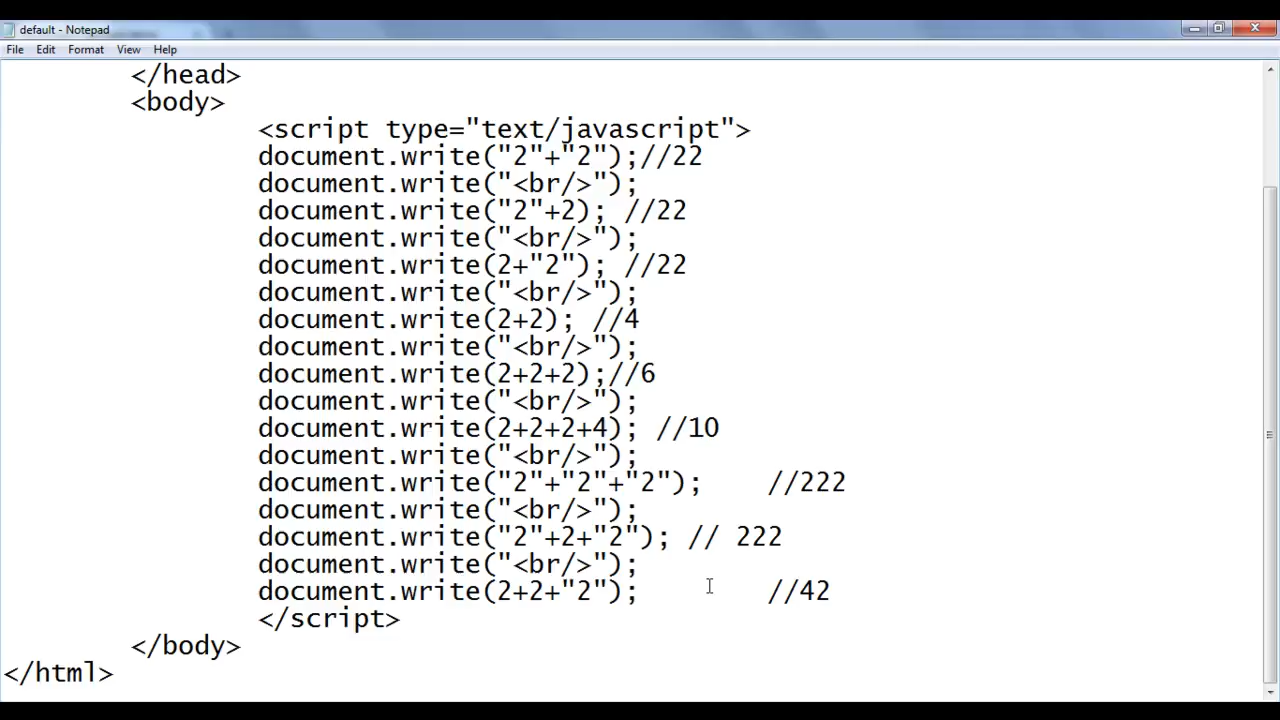 default - Notepad
File Edit Format View Help
</head>
<body>
<script type="text/javascript">
document.write("2"+"2");//22
document.write("<br/>");
document.write("2"+2); //22
document.write("<br/>");
document.write(2+"2"); //22
document.write("<br/>");
document.write(2+2); //4
document.write("<br/>");
document.write(2+2+2);//6
document.write("<br/>");
document.write(2+2+2+4); //10
document.write("<br/>");
document.write("2"+"2"+"2"); //222
document.write("<br/>");
document.write("2"+2+"2"); // 222
document.write("<br/>");
document.write(2+2+"2"); //42
</script>
</body>
</html>